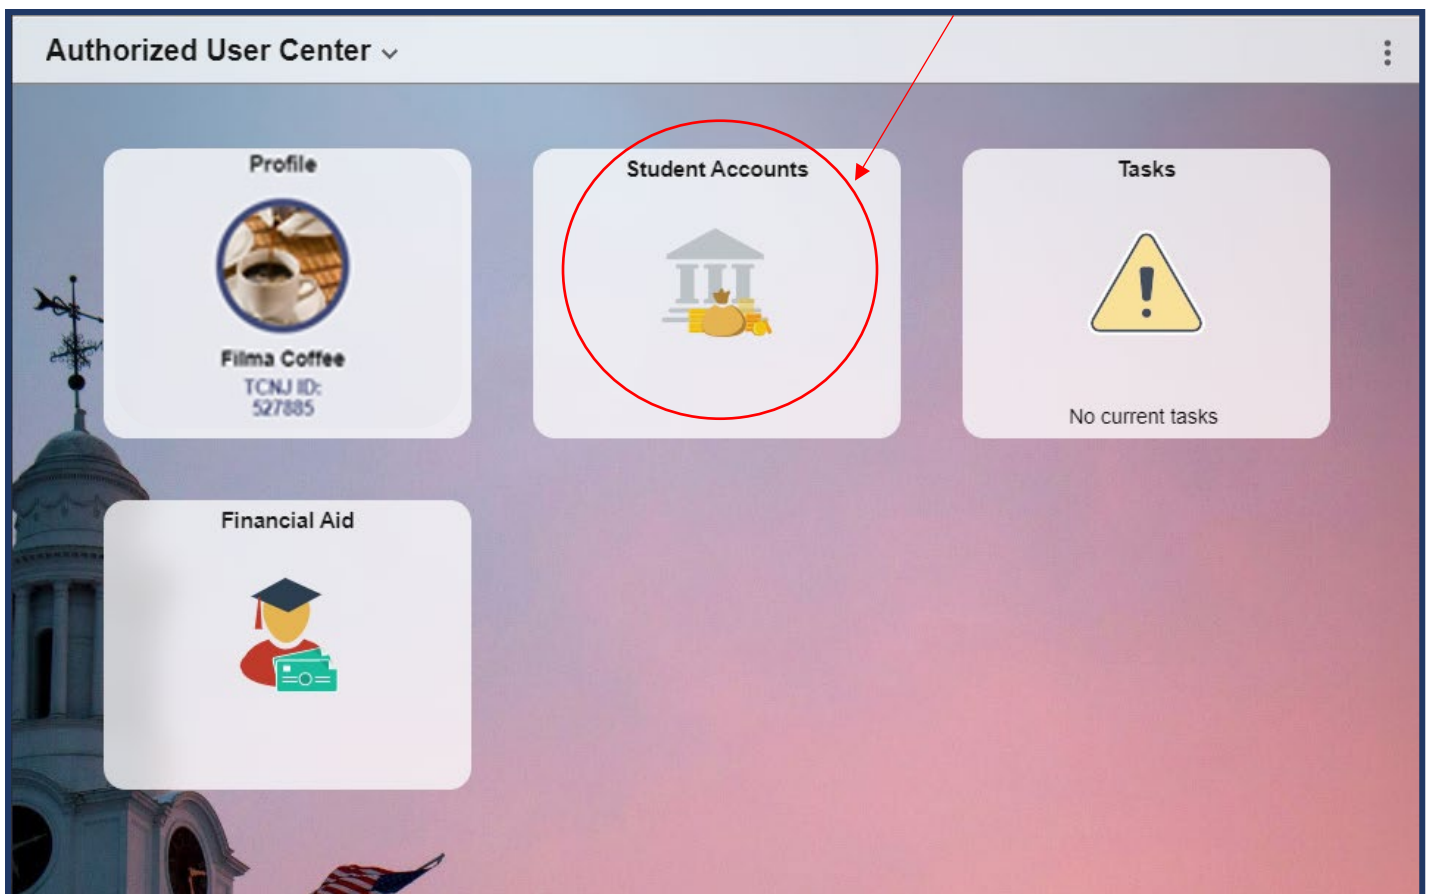 Authorized User Center
Profile
Filma Coffee
TCNJ ID:
527885
Student Accounts
Tasks
No current tasks
Financial Aid